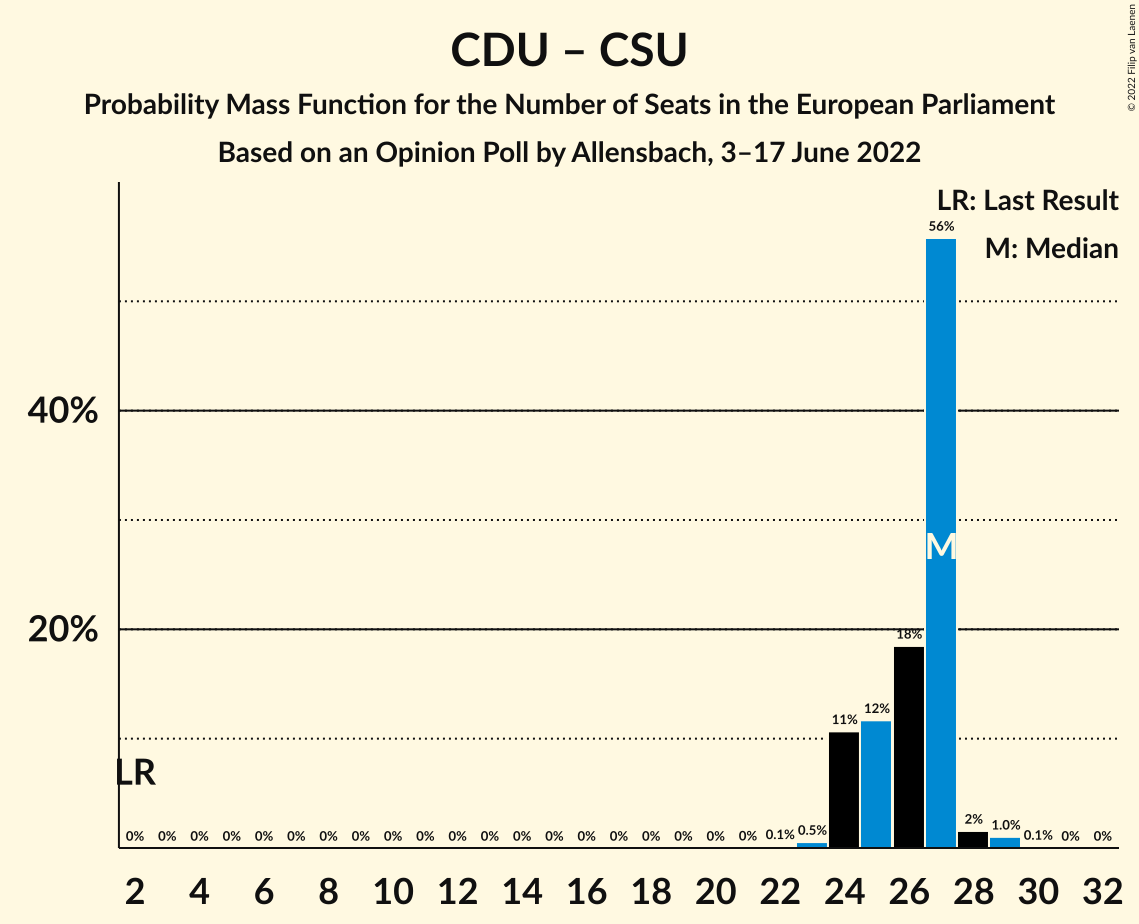 CDU – CSU
Probability Mass Function for the Number of Seats in the European Parliament
Based on an Opinion Poll by Allensbach, 3–17 June 2022
© 2022 Filip van Laenen
LR: Last Result
M: Median
56%
40%
M
20%
18%
12%
11%
LR
0% 0% 0% 0% 0% 0% 0% 0% 0% 0% 0% 0% 0% 0% 0% 0% 0% 0% 0% 0% 0.1% 0.5% 2% 1.0% 0.1% 0% 0%
2 4 6 8 10 12 14 16 18 20 22 24 26 28 30 32